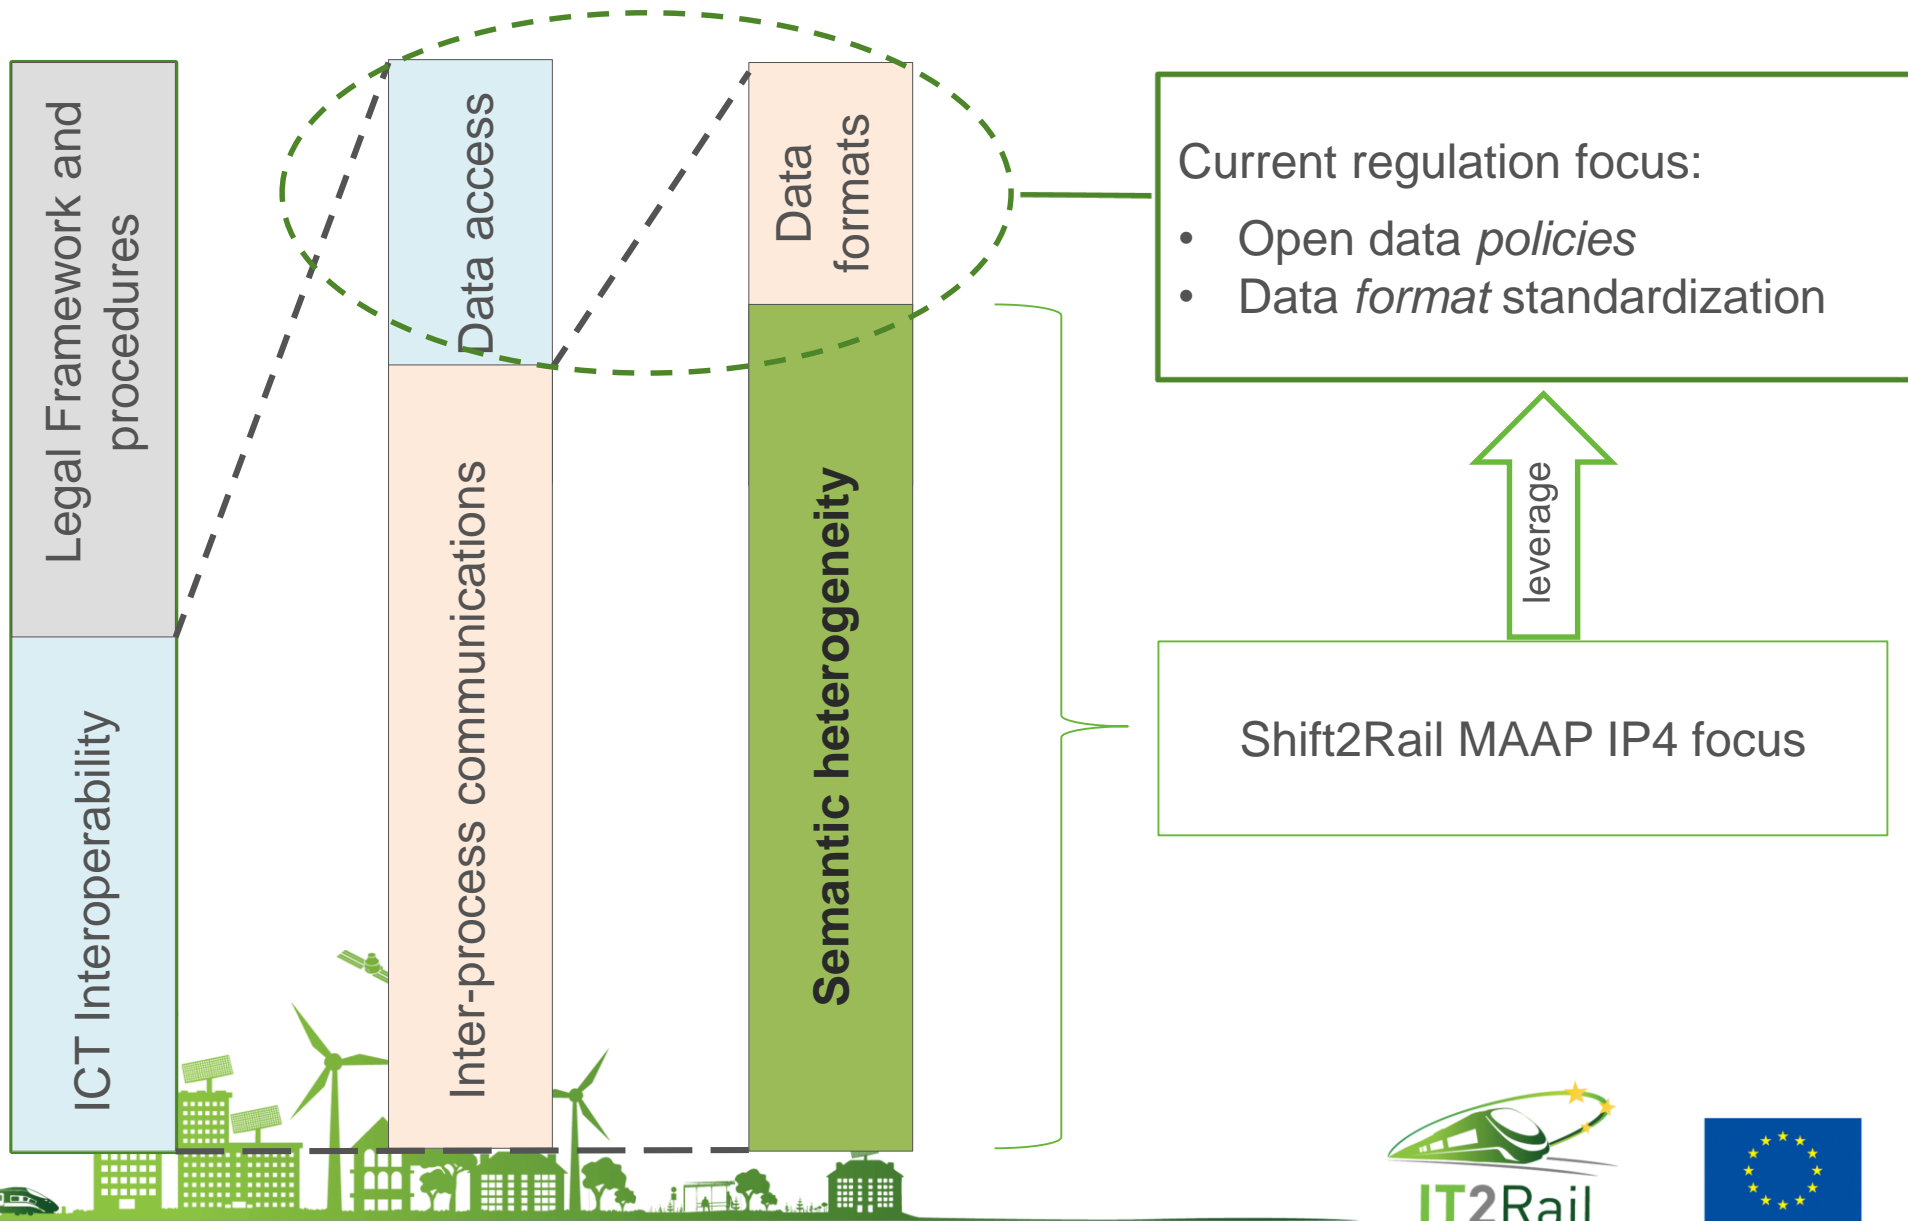 Legal Framework and
procedures
ICT Interoperability
Data access
Inter-process communications
Data
formats
Semantic heterogeneity
Current regulation focus:
• Open data policies
• Data format standardization
leverage
Shift2Rail MAAP IP4 focus
IT2Rail